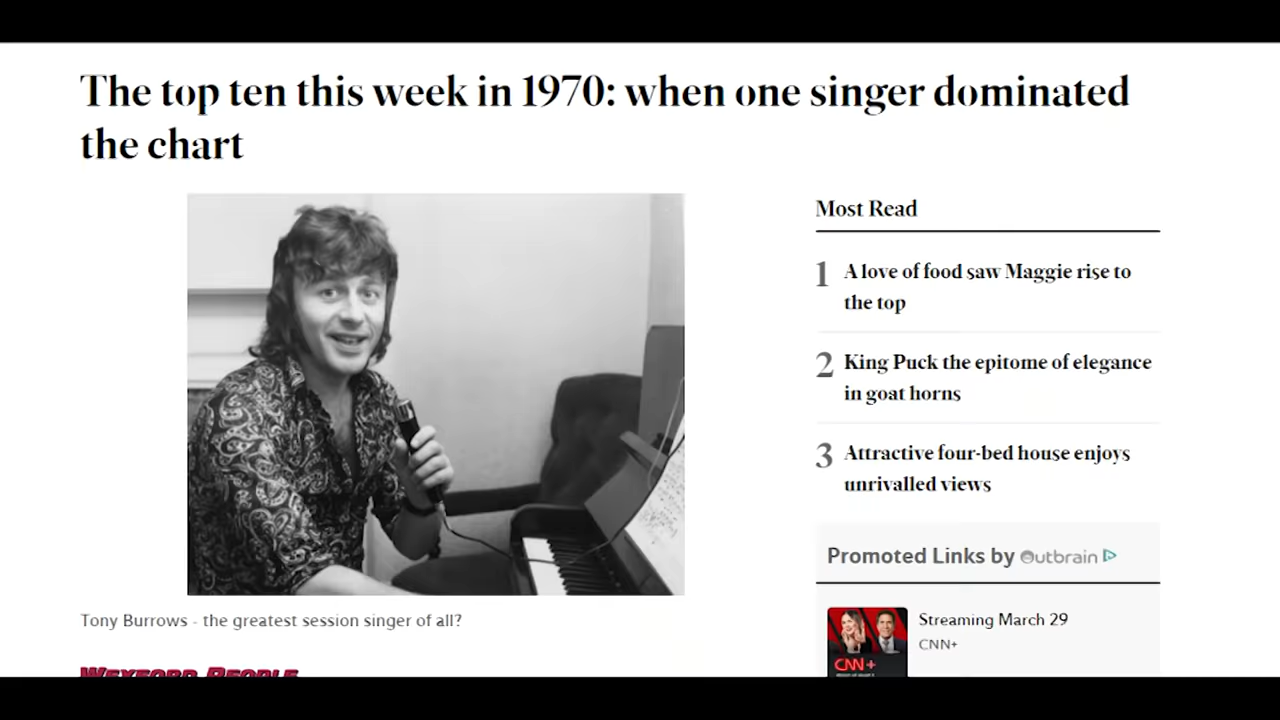 The top ten this week in 1970: when one singer dominated
the chart
Tony Burrows - the greatest session singer of all?
WEXFORD PEOPLE
Most Read
1 A love of food saw Maggie rise to
the top
2 King Puck the epitome of elegance
in goat horns
3 Attractive four-bed house enjoys
unrivalled views
Promoted Links by Outbrain
Streaming March 29
CNN+
CNN+